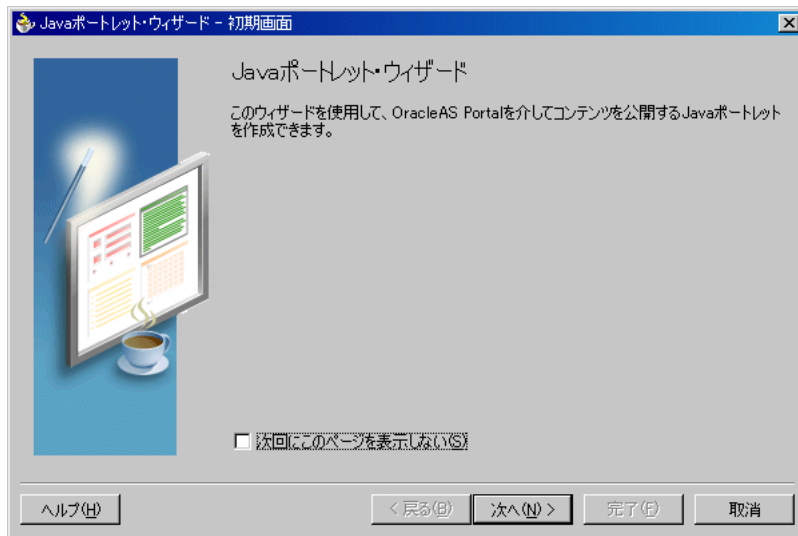 Javaポートレット・ウィザード - 初期画面
Javaポートレット・ウィザード
このウィザードを使用して、OracleAS Portalを介してコンテンツを公開するJavaポートレット
を作成できます。
次回にこのページを表示しない(S)
ヘルプ(H)
< 戻る(B)
次へ(N) >
完了(F)
取消